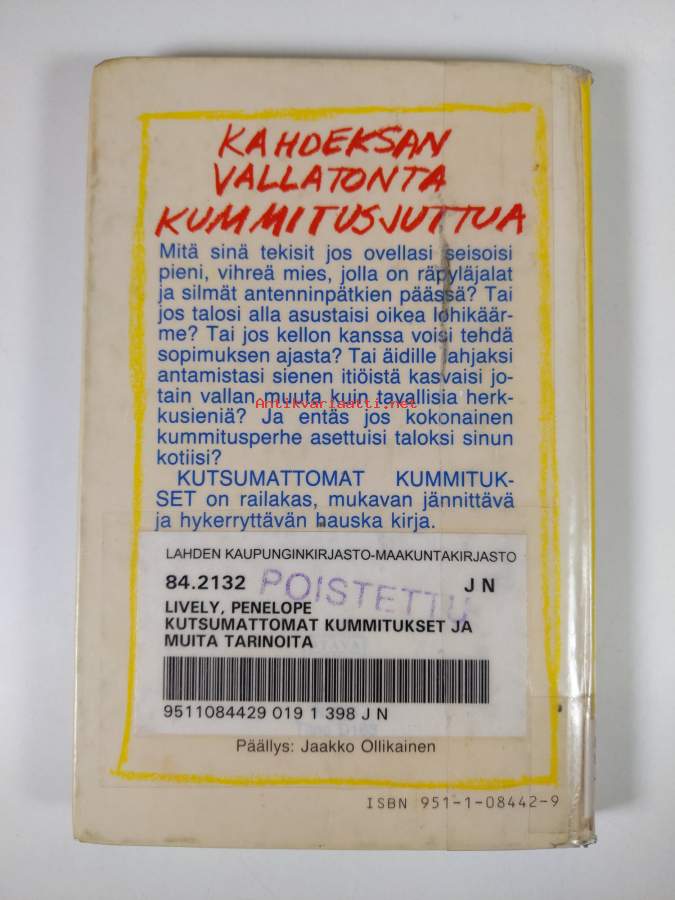 KAHDEKSAN
VALLATONTA
KUMMITUSJUTTUA
Mitä sinä tekisit jos ovellasi seisoisi
pieni, vihreä mies, jolla on räpyläjalat
ja silmät antenninpätkien päässä? Tai
jos talosi alla asustaisi oikea lohikäär-
me? Tai jos kellon kanssa voisi tehdä
sopimuksen ajasta? Tai äidille lahjaksi
antamistasi sienen itiöistä kasvaisi jo-
tain vallan muuta kuin tavallisia herk-
Antikvariaatti.net
kusieniä? Ja entäs jos kokonainen
kummitusperhe asettuisi taloksi sinun
kotiisi?
KUTSUMATTOMAT KUMMITUK-
SET on railakas, mukavan jännittävä
ja hykerryttävän hauska kirja.
LAHDEN KAUPUNGINKIRJASTO-MAAKUNTAKIRJASTO
84.2132 POISTETTU J N
LIVELY, PENELOPE
KUTSUMATTOMAT KUMMITUKSET JA
MUITA TARINOITA
9511084429 019 1 398 J N
Päällys: Jaakko Ollikainen
ISBN 951-1-08442-9